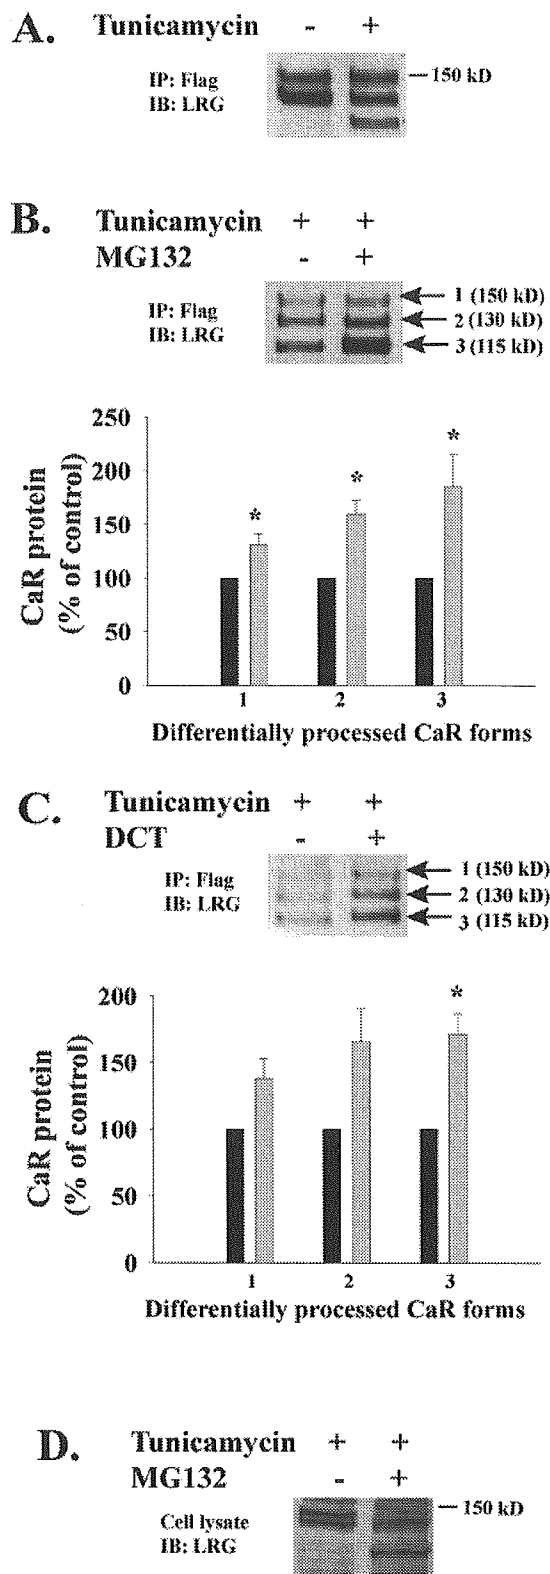 A. Tunicamycin - +
IP: Flag
IB: LRG
150 kD
B. Tunicamycin + +
MG132 - +
IP: Flag
IB: LRG
1 (150 kD)
2 (130 kD)
3 (115 kD)
CaR protein
(% of control)
250
200
150
100
50
0
* * *
1 2 3
Differentially processed CaR forms
C. Tunicamycin + +
DCT - +
IP: Flag
IB: LRG
1 (150 kD)
2 (130 kD)
3 (115 kD)
CaR protein
(% of control)
200
150
100
50
0
*
1 2 3
Differentially processed CaR forms
D. Tunicamycin + +
MG132 - +
Cell lysate
IB: LRG
150 kD